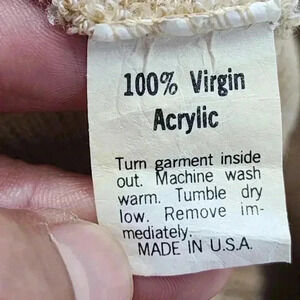 100% Virgin
Acrylic
Turn garment inside
out. Machine wash
warm. Tumble dry
low. Remove im-
mediately.
MADE IN U.S.A.